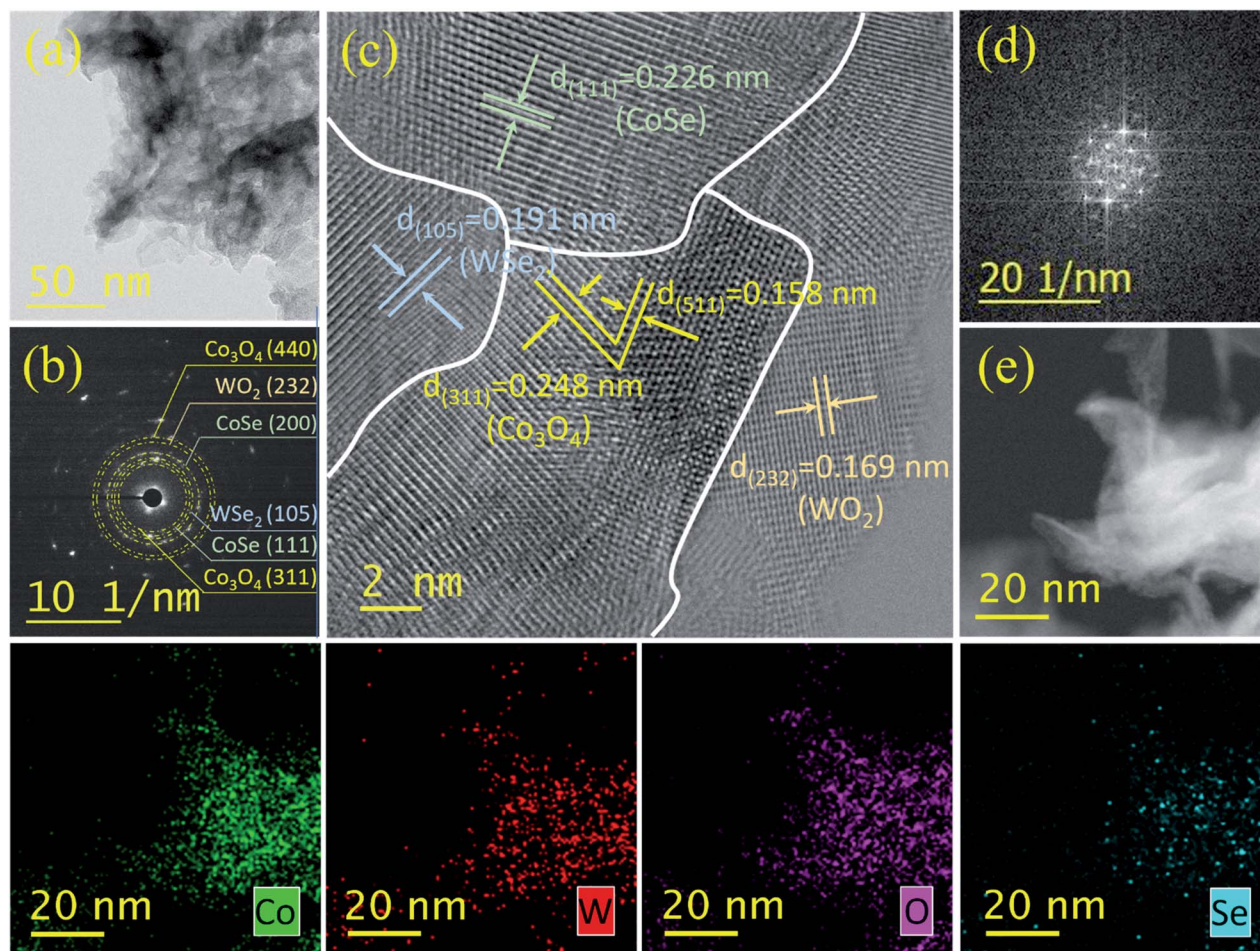 (a)
50 nm
(b)
Co₃O₄ (440)
WO₂ (232)
CoSe (200)
WSe₂ (105)
CoSe (111)
Co₃O₄ (311)
10 1/nm
(c)
d₍₁₁₁₎=0.226 nm
(CoSe)
d₍₁₀₅₎=0.191 nm
(WSe₂)
d₍₅₁₁₎=0.158 nm
d₍₃₁₁₎=0.248 nm
(Co₃O₄)
d₍₂₃₂₎=0.169 nm
(WO₂)
2 nm
(d)
20 1/nm
(e)
20 nm
20 nm
Co
20 nm
W
20 nm
O
20 nm
Se